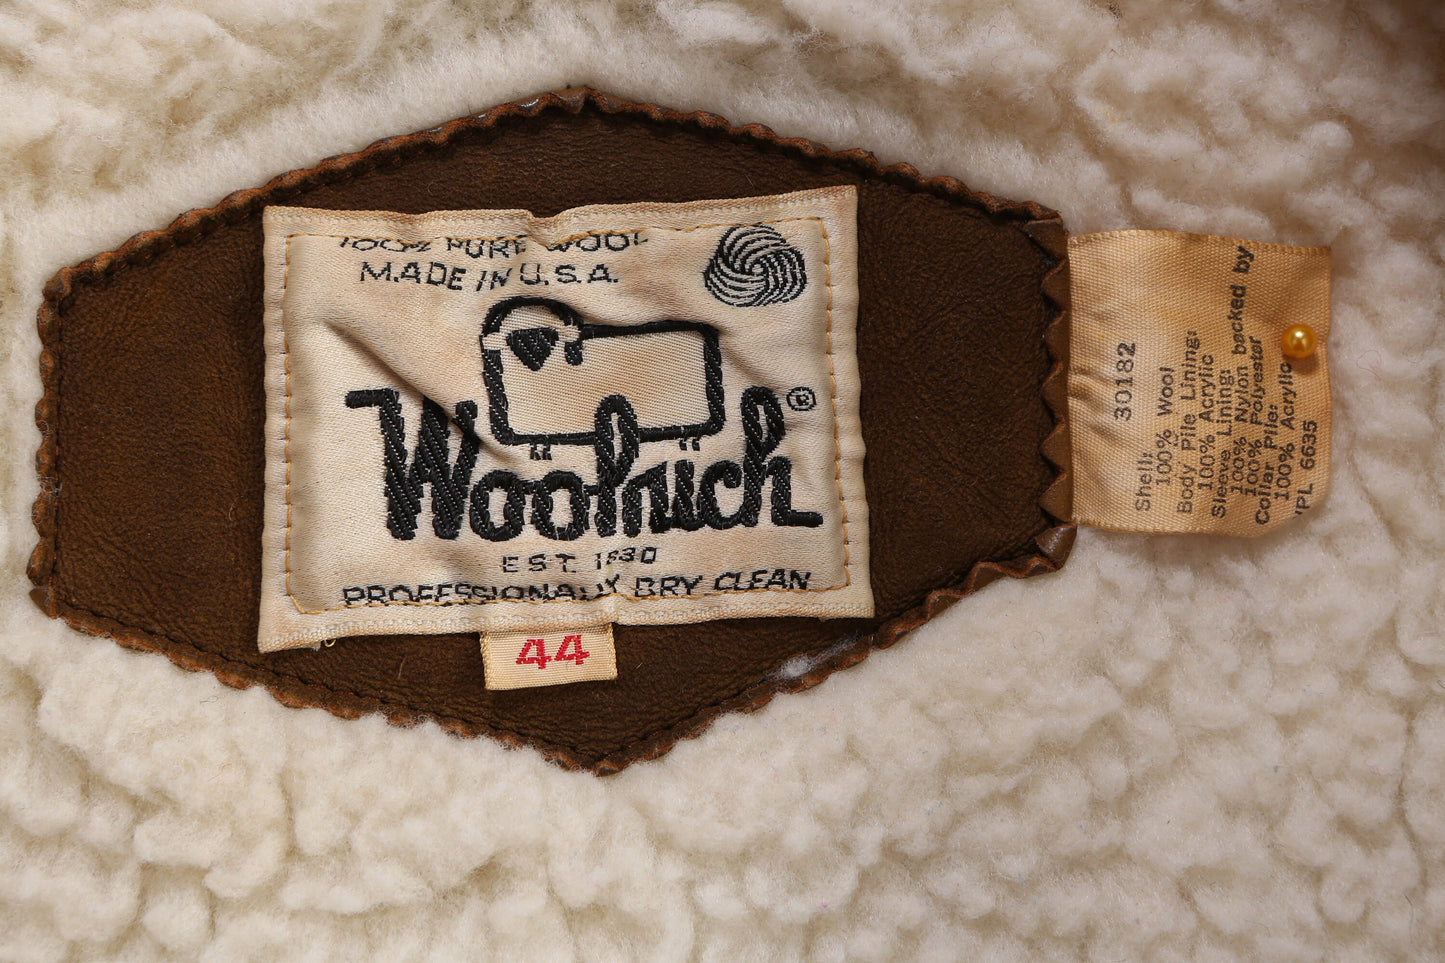 100% PURE WOOL
MADE IN U.S.A.
Woolrich®
EST. 1830
PROFESSIONALLY DRY CLEAN
44
30182
Shell:
100% Wool
Body Pile Lining:
100% Acrylic
Sleeve Lining:
100% Nylon backed by
100% Polyester
Collar Pile:
100% Acrylic
PL 6635